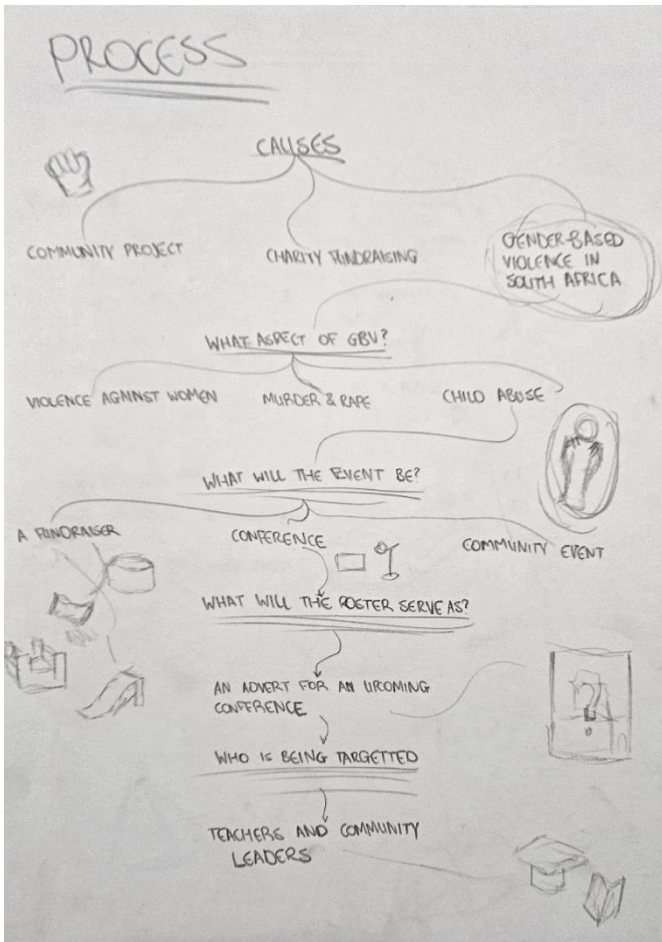 PROCESS
CAUSES
COMMUNITY PROJECT
CHARITY FUNDRAISING
GENDER-BASED
VIOLENCE IN
SOUTH AFRICA
WHAT ASPECT OF GBV?
VIOLENCE AGAINST WOMEN
MURDER & RAPE
CHILD ABUSE
WHAT WILL THE EVENT BE?
A FUNDRAISER
CONFERENCE
COMMUNITY EVENT
WHAT WILL THE POSTER SERVE AS?
AN ADVERT FOR AN UPCOMING
CONFERENCE
?
WHO IS BEING TARGETTED
TEACHERS AND COMMUNITY
LEADERS